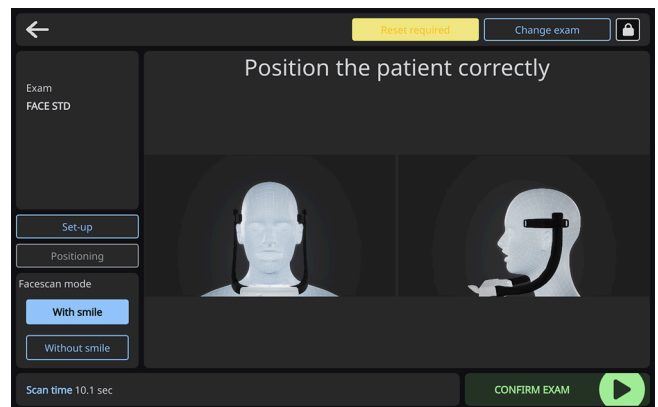 Reset required
Change exam
Position the patient correctly
Exam
FACE STD
Set-up
Positioning
Facescan mode
With smile
Without smile
Scan time 10.1 sec
CONFIRM EXAM